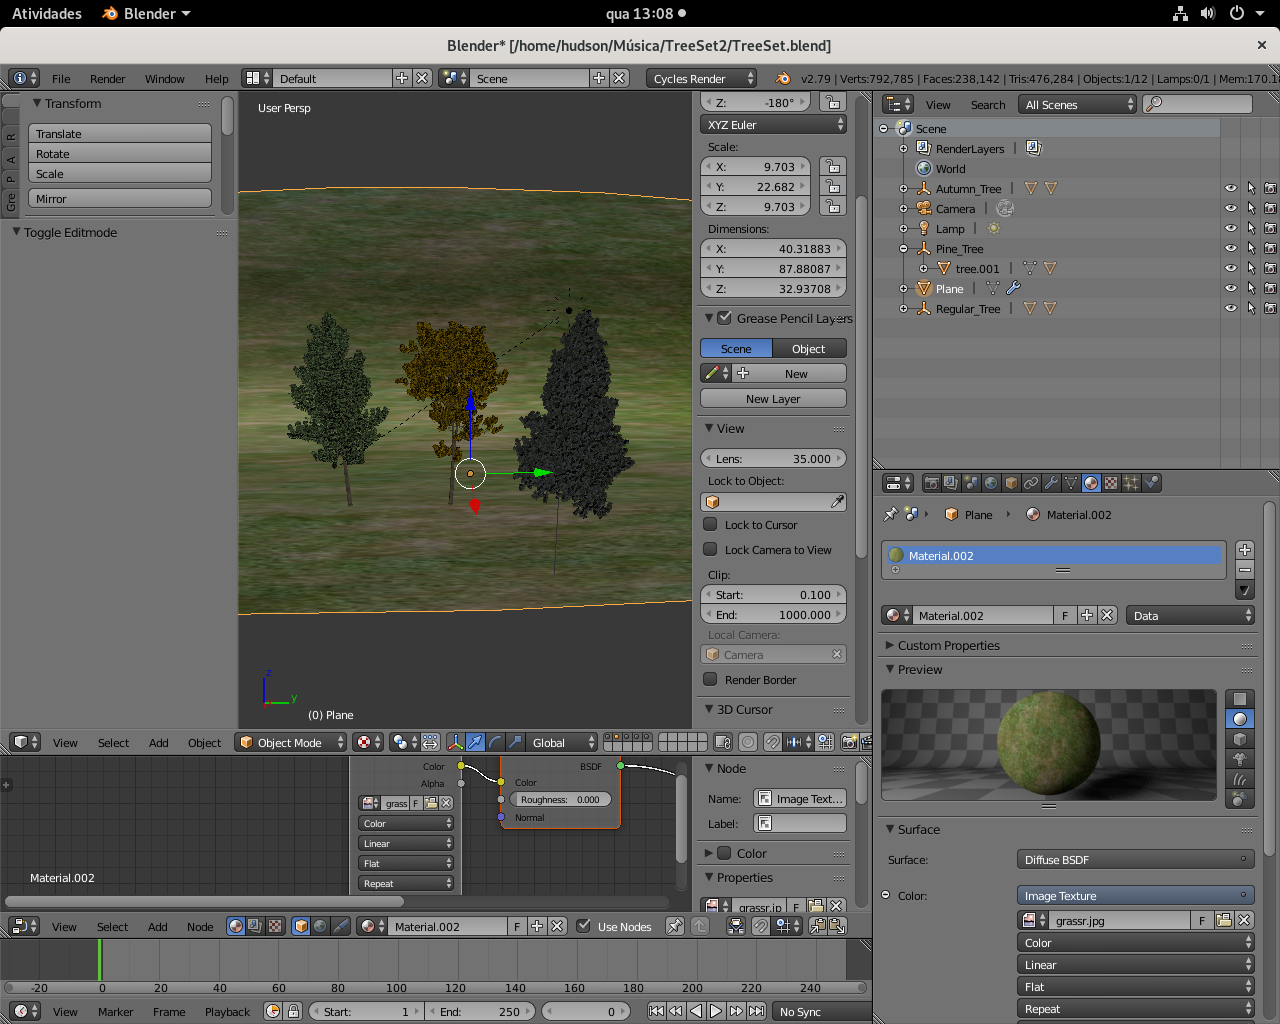 Atividades Blender qua 13:08
Blender* [/home/hudson/Música/TreeSet2/TreeSet.blend]
File Render Window Help Default Scene Cycles Render v2.79 | Verts:792,785 | Faces:238,142 | Tris:476,284 | Objects:1/12 | Lamps:0/1 | Mem:170.1
Transform
Translate
Rotate
Scale
Mirror
R
A
P
Gre
Toggle Editmode
User Persp
z
y
(0) Plane
Z: -180°
XYZ Euler
Scale:
X: 9.703
Y: 22.682
Z: 9.703
Dimensions:
X: 40.31883
Y: 87.88087
Z: 32.93708
Grease Pencil Layers
Scene Object
New
New Layer
View
Lens: 35.000
Lock to Object:
Lock to Cursor
Lock Camera to View
Clip:
Start: 0.100
End: 1000.000
Local Camera:
Camera
Render Border
3D Cursor
View Select Add Object Object Mode Global
Color
Alpha
grass F
Color
Linear
Flat
Repeat
BSDF
Color
Roughness: 0.000
Normal
Material.002
Node
Name: Image Text...
Label:
Color
Properties
grassr.jp F
View Select Add Node Material.002 F Use Nodes
-20 0 20 40 60 80 100 120 140 160 180 200 220 240
View Marker Frame Playback Start: 1 End: 250 0 No Sync
View Search All Scenes
Scene
RenderLayers
World
Autumn_Tree
Camera
Lamp
Pine_Tree
tree.001
Plane
Regular_Tree
Plane Material.002
Material.002
Material.002 F Data
Custom Properties
Preview
Surface
Surface: Diffuse BSDF
Color: Image Texture
grassr.jpg F
Color
Linear
Flat
Repeat